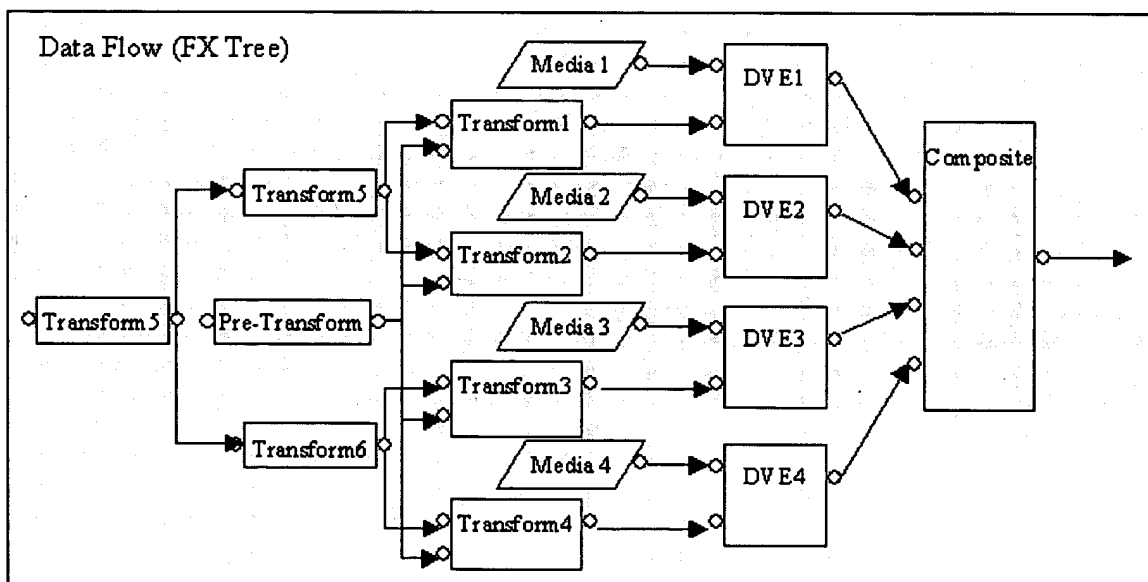 Data Flow (FX Tree)
Media 1
DVE1
Transform1
Composite
Transform5
Media 2
DVE2
Transform2
Transform5
Pre-Transform
Media 3
DVE3
Transform3
Transform6
Media 4
DVE4
Transform4